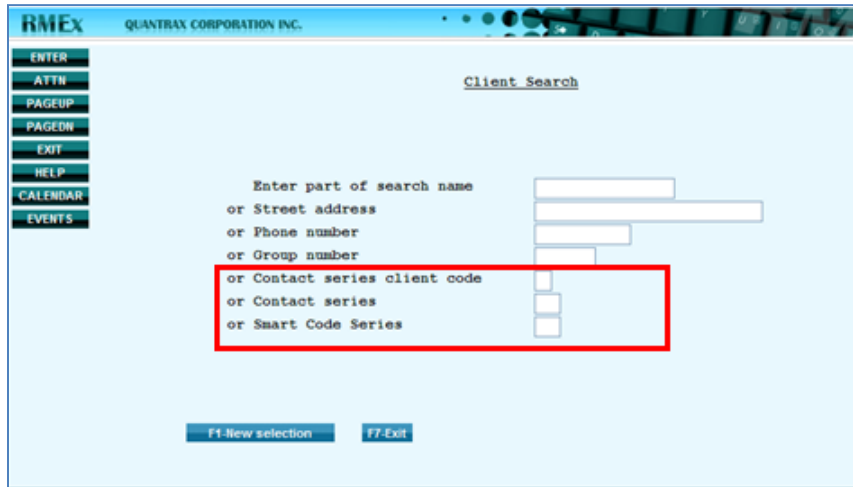 RMEx QUANTRAX CORPORATION INC.
ENTER
ATTN
PAGEUP
PAGEDN
EXIT
HELP
CALENDAR
EVENTS
Client Search
Enter part of search name
or Street address
or Phone number
or Group number
or Contact series client code
or Contact series
or Smart Code Series
F1-New selection F7-Exit